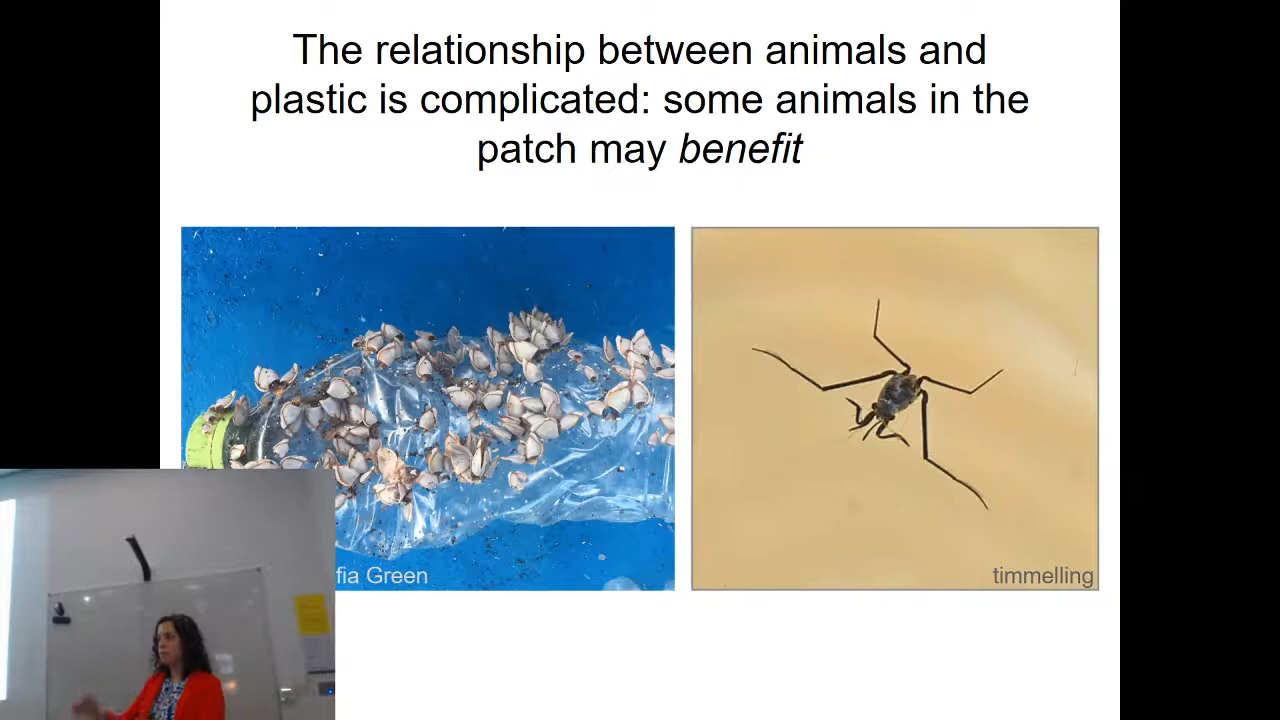 The relationship between animals and
plastic is complicated: some animals in the
patch may benefit
fia Green
timmelling